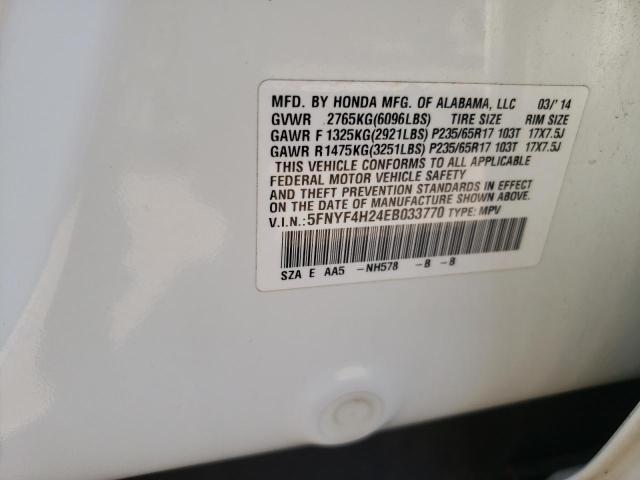 MFD. BY HONDA MFG. OF ALABAMA, LLC 03/'14
GVWR 2765KG(6096LBS) TIRE SIZE RIM SIZE
GAWR F 1325KG(2921LBS) P235/65R17 103T 17X7.5J
GAWR R1475KG(3251LBS) P235/65R17 103T 17X7.5J
THIS VEHICLE CONFORMS TO ALL APPLICABLE
FEDERAL MOTOR VEHICLE SAFETY
AND THEFT PREVENTION STANDARDS IN EFFECT
ON THE DATE OF MANUFACTURE SHOWN ABOVE.
V.I.N.:5FNYF4H24EB033770 TYPE: MPV
SZA E AA5 -NH578 -B -B